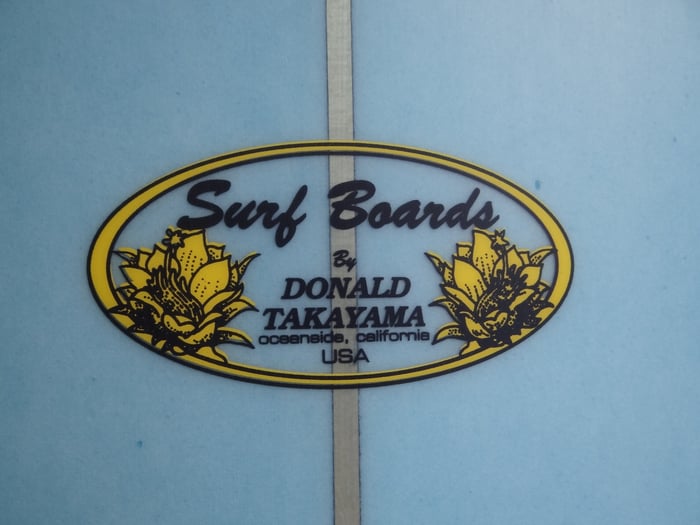 Surf Boards
By
DONALD
TAKAYAMA
oceanside, california
USA